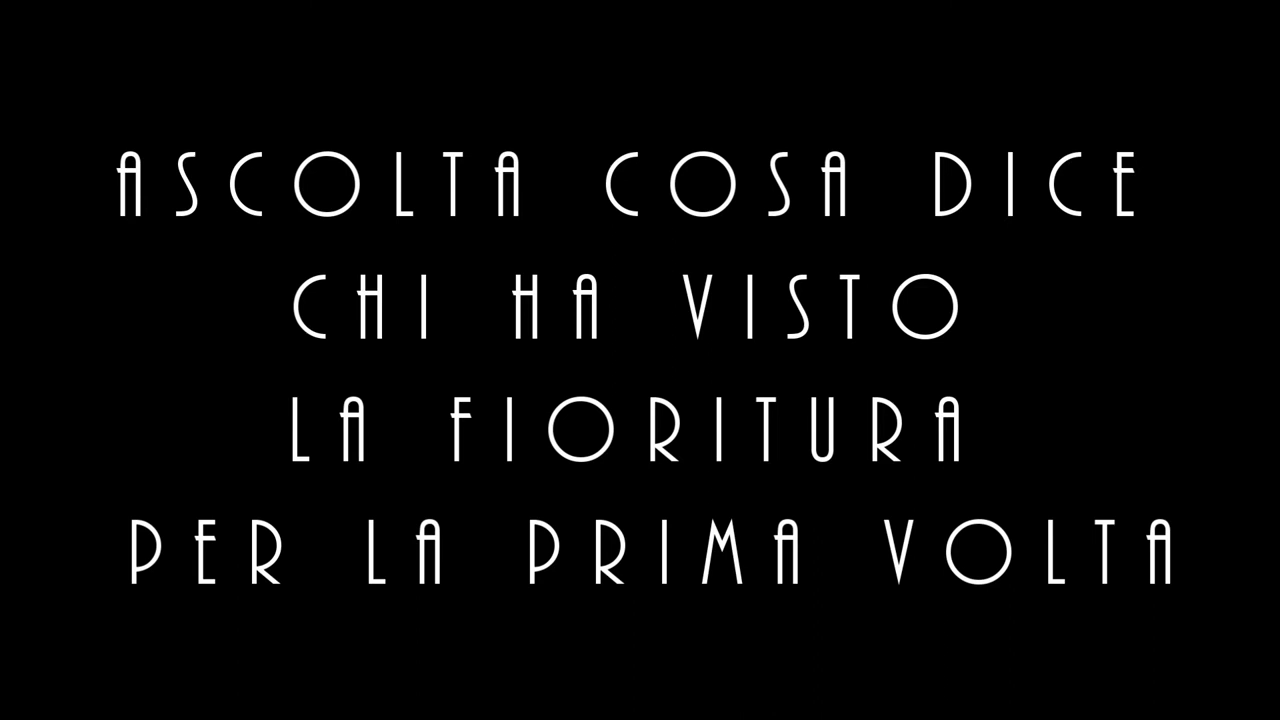 ASCOLTA COSA DICE
CHI HA VISTO
LA FIORITURA
PER LA PRIMA VOLTA